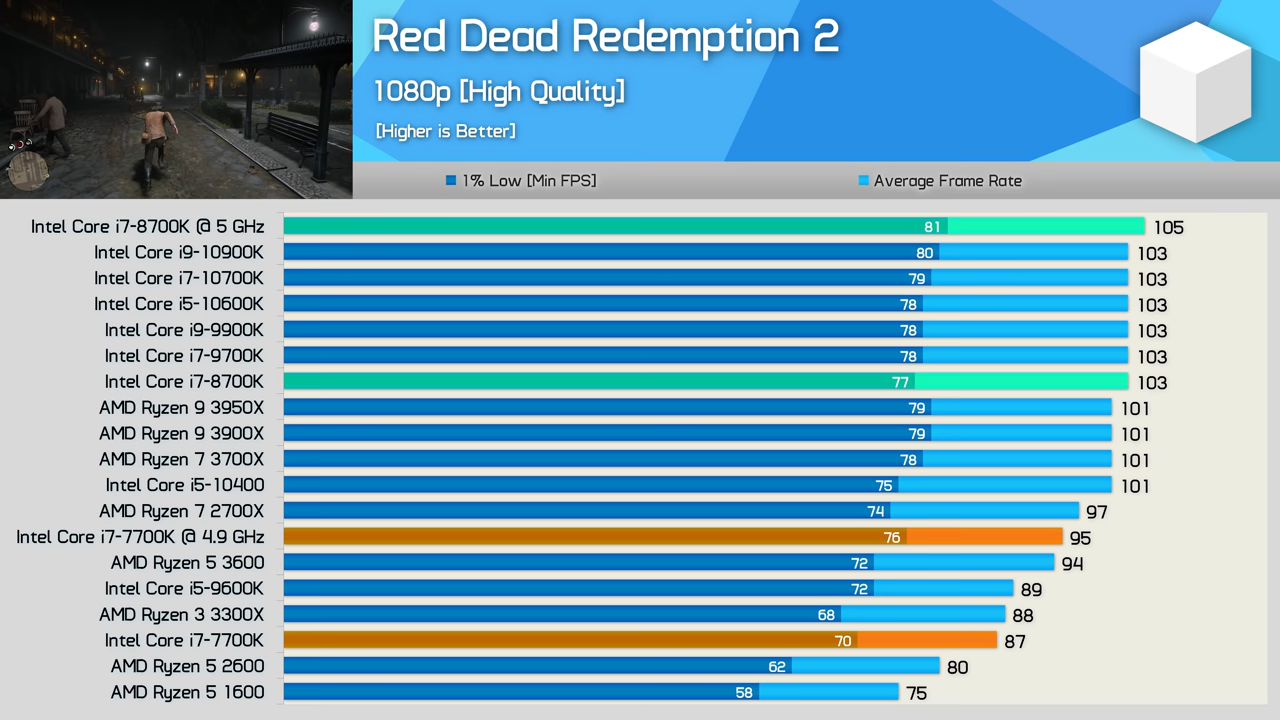 Red Dead Redemption 2
1080p [High Quality]
[Higher is Better]
1% Low [Min FPS] Average Frame Rate
Intel Core i7-8700K @ 5 GHz 81 105
Intel Core i9-10900K 80 103
Intel Core i7-10700K 79 103
Intel Core i5-10600K 78 103
Intel Core i9-9900K 78 103
Intel Core i7-9700K 78 103
Intel Core i7-8700K 77 103
AMD Ryzen 9 3950X 79 101
AMD Ryzen 9 3900X 79 101
AMD Ryzen 7 3700X 78 101
Intel Core i5-10400 75 101
AMD Ryzen 7 2700X 74 97
Intel Core i7-7700K @ 4.9 GHz 76 95
AMD Ryzen 5 3600 72 94
Intel Core i5-9600K 72 89
AMD Ryzen 3 3300X 68 88
Intel Core i7-7700K 70 87
AMD Ryzen 5 2600 62 80
AMD Ryzen 5 1600 58 75